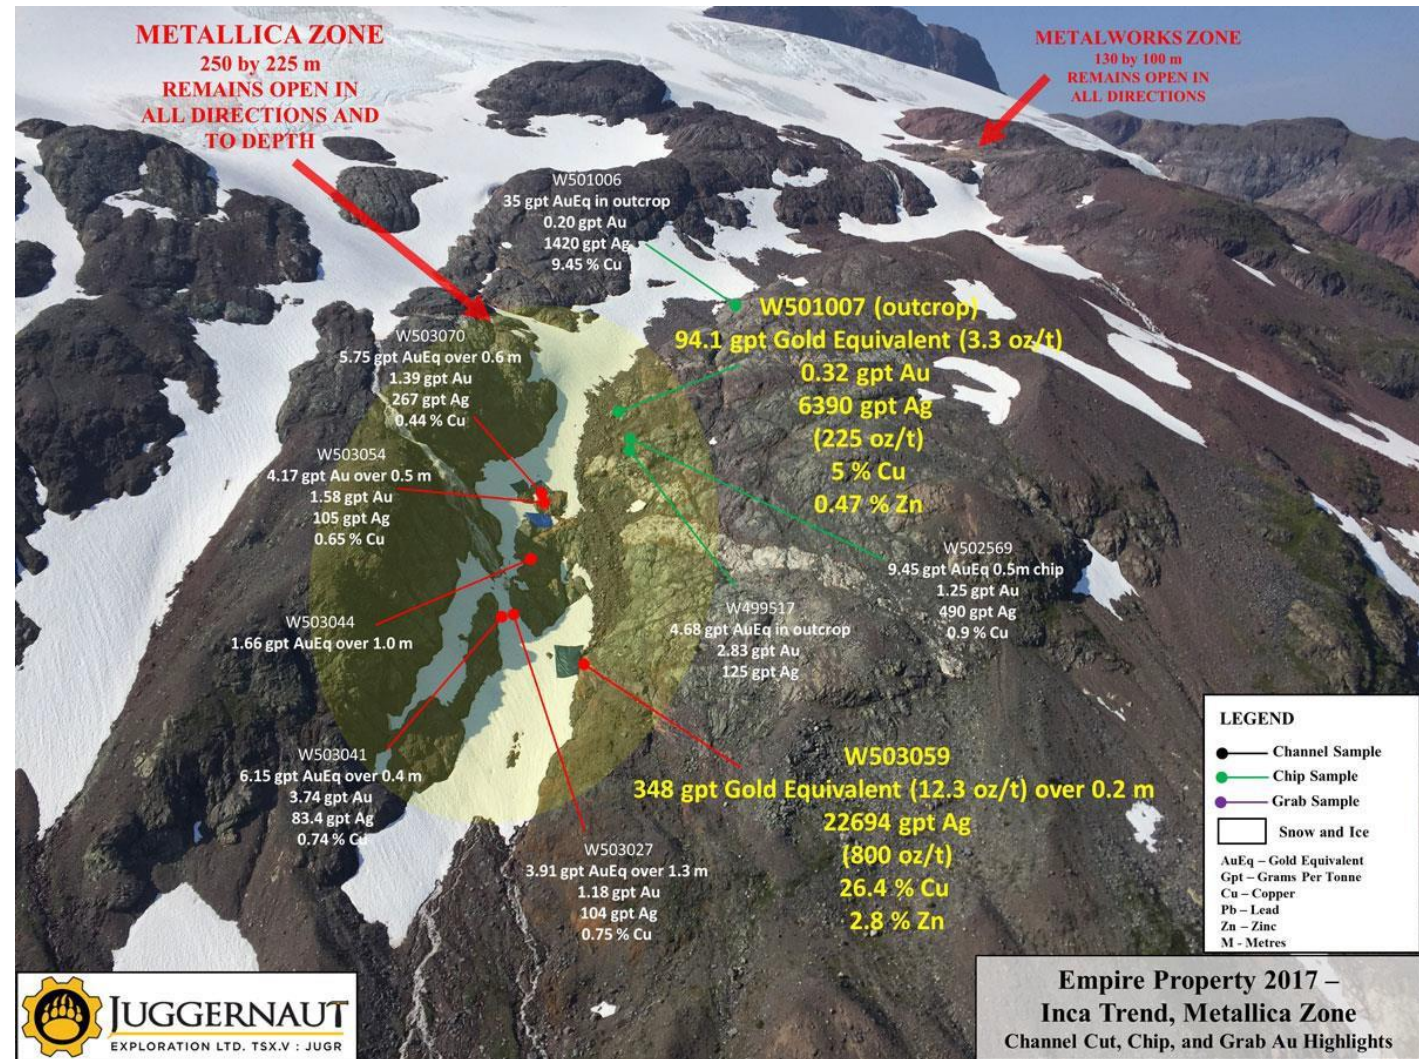 METALLICA ZONE
250 by 225 m
REMAINS OPEN IN
ALL DIRECTIONS AND
TO DEPTH
METALWORKS ZONE
130 by 100 m
REMAINS OPEN IN
ALL DIRECTIONS
W501006
35 gpt AuEq in outcrop
0.20 gpt Au
1420 gpt Ag
9.45 % Cu
W501007 (outcrop)
94.1 gpt Gold Equivalent (3.3 oz/t)
0.32 gpt Au
6390 gpt Ag
(225 oz/t)
5 % Cu
0.47 % Zn
W503070
5.75 gpt AuEq over 0.6 m
1.39 gpt Au
267 gpt Ag
0.44 % Cu
W503054
4.17 gpt Au over 0.5 m
1.58 gpt Au
105 gpt Ag
0.65 % Cu
W502569
9.45 gpt AuEq 0.5m chip
1.25 gpt Au
490 gpt Ag
0.9 % Cu
W499517
4.68 gpt AuEq in outcrop
2.83 gpt Au
125 gpt Ag
W503044
1.66 gpt AuEq over 1.0 m
W503041
6.15 gpt AuEq over 0.4 m
3.74 gpt Au
83.4 gpt Ag
0.74 % Cu
W503059
348 gpt Gold Equivalent (12.3 oz/t) over 0.2 m
22694 gpt Ag
(800 oz/t)
26.4 % Cu
2.8 % Zn
W503027
3.91 gpt AuEq over 1.3 m
1.18 gpt Au
104 gpt Ag
0.75 % Cu
LEGEND
Channel Sample
Chip Sample
Grab Sample
Snow and Ice
AuEq – Gold Equivalent
Gpt – Grams Per Tonne
Cu – Copper
Pb – Lead
Zn – Zinc
M - Metres
JUGGERNAUT
EXPLORATION LTD. TSX.V : JUGR
Empire Property 2017 –
Inca Trend, Metallica Zone
Channel Cut, Chip, and Grab Au Highlights